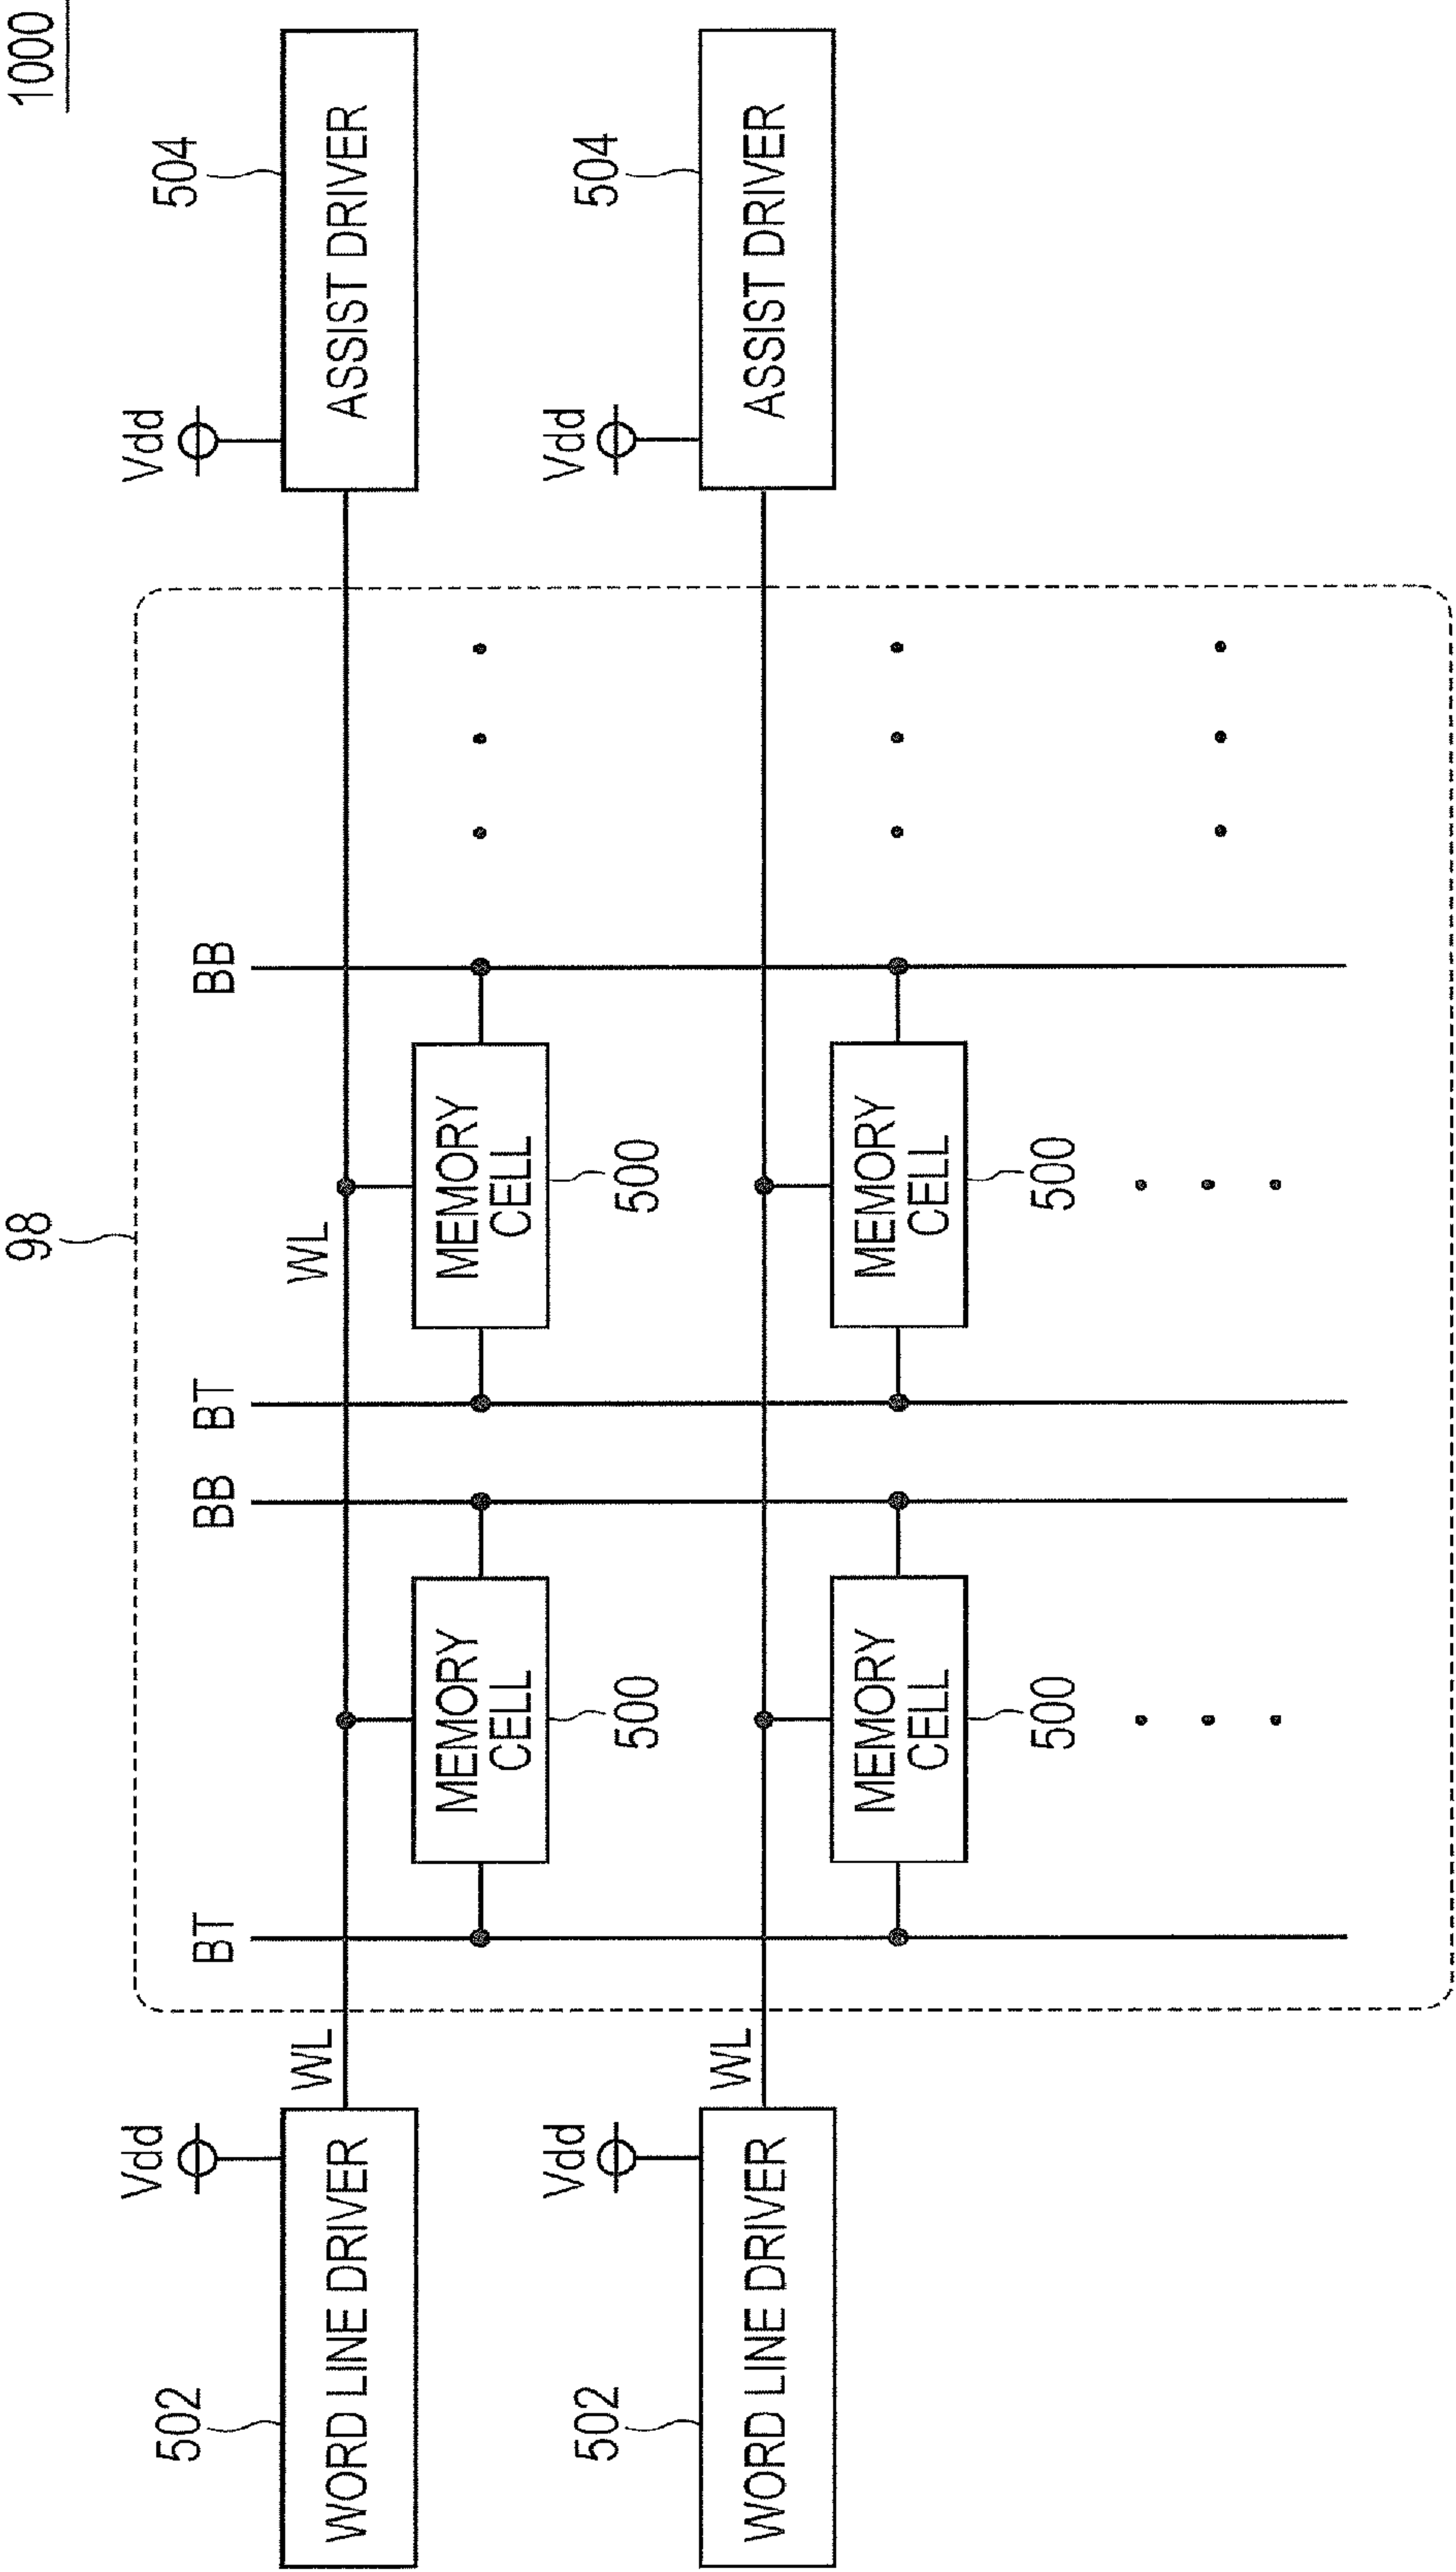 1000
98
Vdd
Vdd
502
504
WORD LINE DRIVER
WL
BT
BB
BT
BB
WL
ASSIST DRIVER
MEMORY
CELL
MEMORY
CELL
500
500
Vdd
Vdd
502
504
WORD LINE DRIVER
WL
ASSIST DRIVER
MEMORY
CELL
MEMORY
CELL
500
500